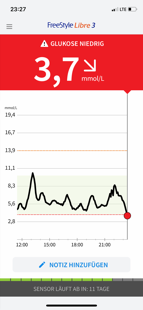 23:27
LTE
FreeStyle Libre 3
GLUKOSE NIEDRIG
3,7
mmol/L
mmol/L
19,4
16,7
13,9
11,1
8,3
5,6
2,8
12:00 15:00 18:00 21:00
NOTIZ HINZUFÜGEN
SENSOR LÄUFT AB IN: 11 TAGE